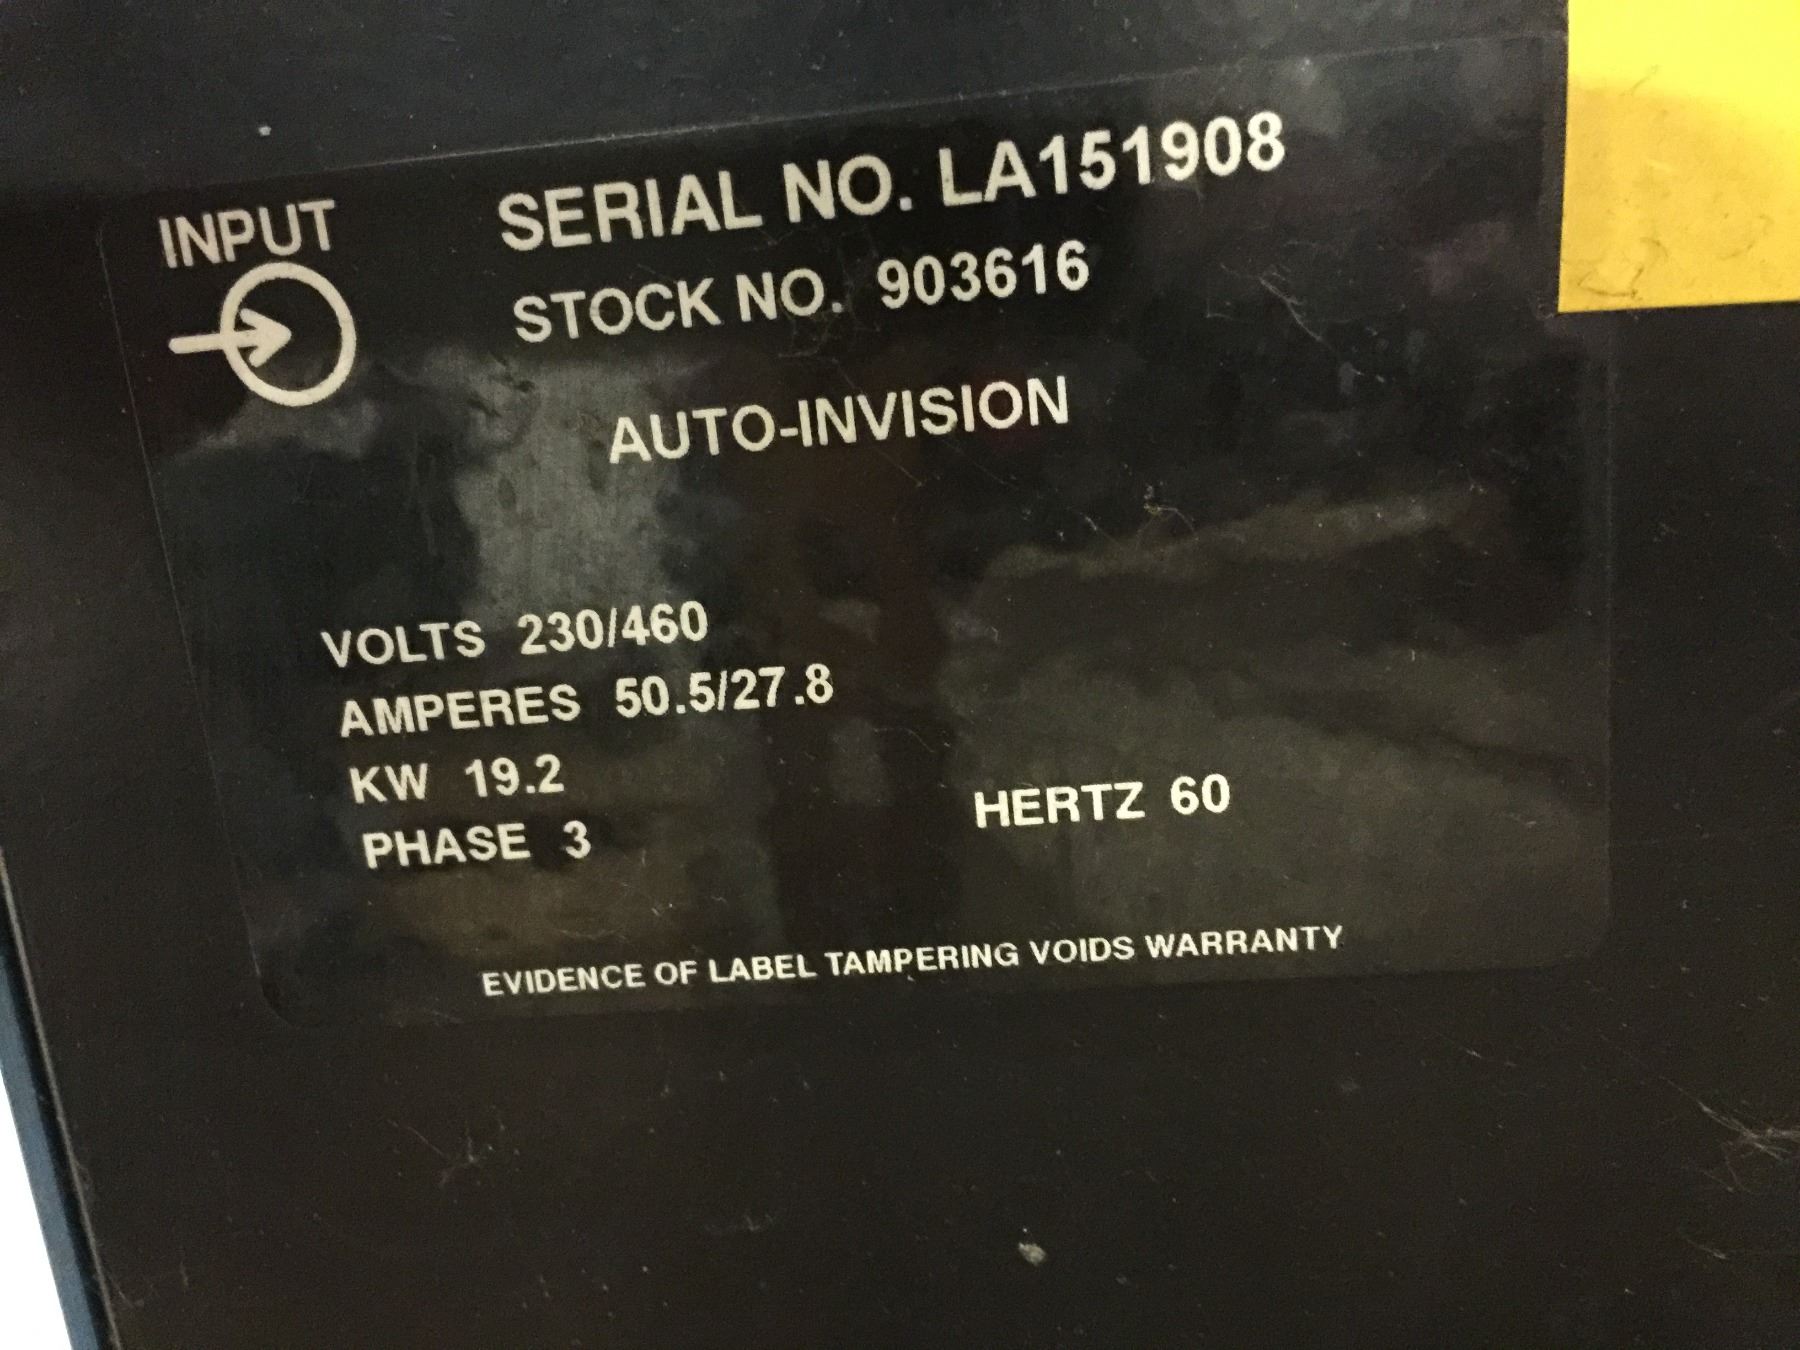 INPUT
SERIAL NO. LA151908
STOCK NO. 903616
AUTO-INVISION
VOLTS 230/460
AMPERES 50.5/27.8
KW 19.2
HERTZ 60
PHASE 3
EVIDENCE OF LABEL TAMPERING VOIDS WARRANTY